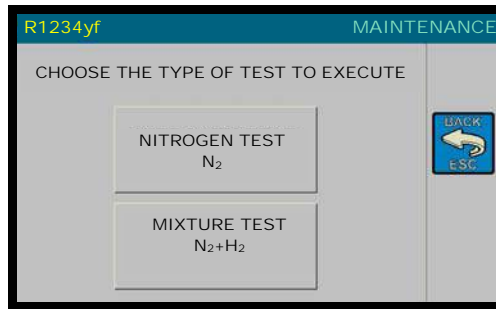 R1234yf MAINTENANCE
CHOOSE THE TYPE OF TEST TO EXECUTE
NITROGEN TEST
N₂
BACK
ESC
MIXTURE TEST
N₂+H₂